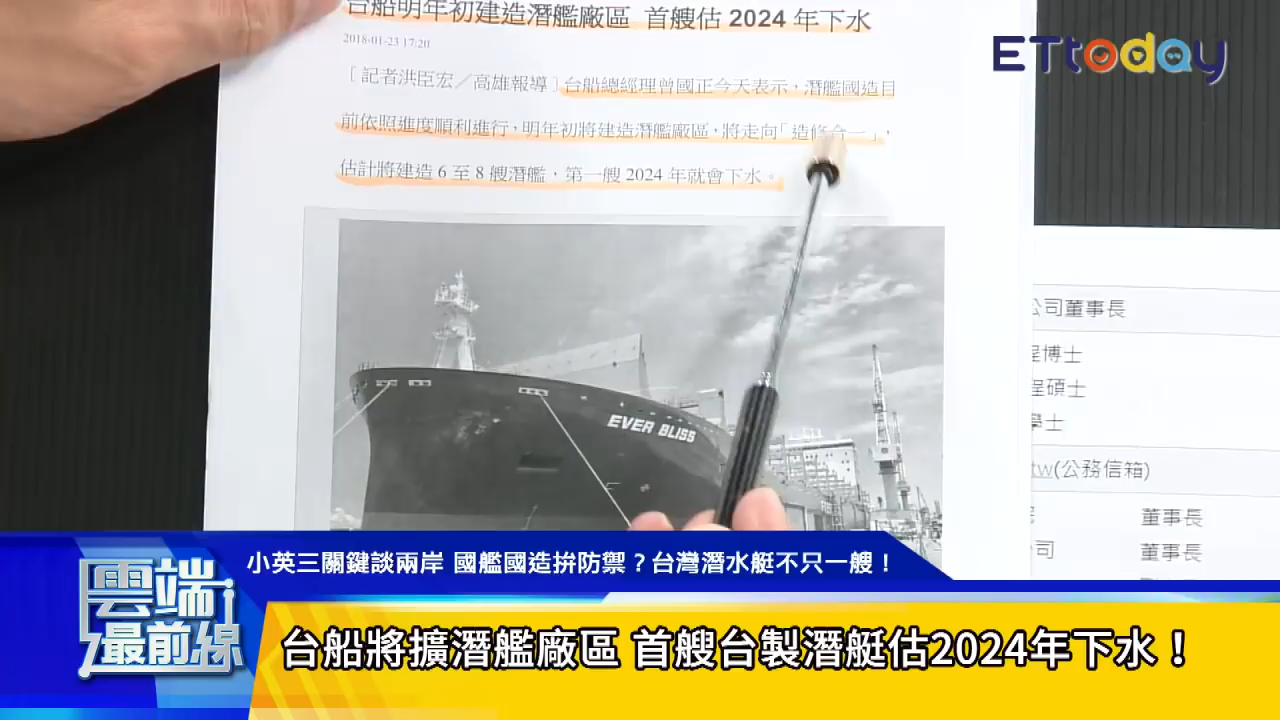 台船明年初建造潛艦廠區 首艘估 2024 年下水
2018-01-23 17:20
ETtoday
〔記者洪臣宏／高雄報導〕台船總經理曾國正今天表示，潛艦國造目
前依照進度順利進行，明年初將建造潛艦廠區，將走向「造修合一」，
估計將建造 6 至 8 艘潛艦，第一艘 2024 年就會下水。
EVER BLISS
公司董事長
程博士
程碩士
學士
tw(公務信箱)
董事長
公司
董事長
小英三關鍵談兩岸 國艦國造拚防禦？台灣潛水艇不只一艘！
雲端
最前線
台船將擴潛艦廠區 首艘台製潛艇估2024年下水！